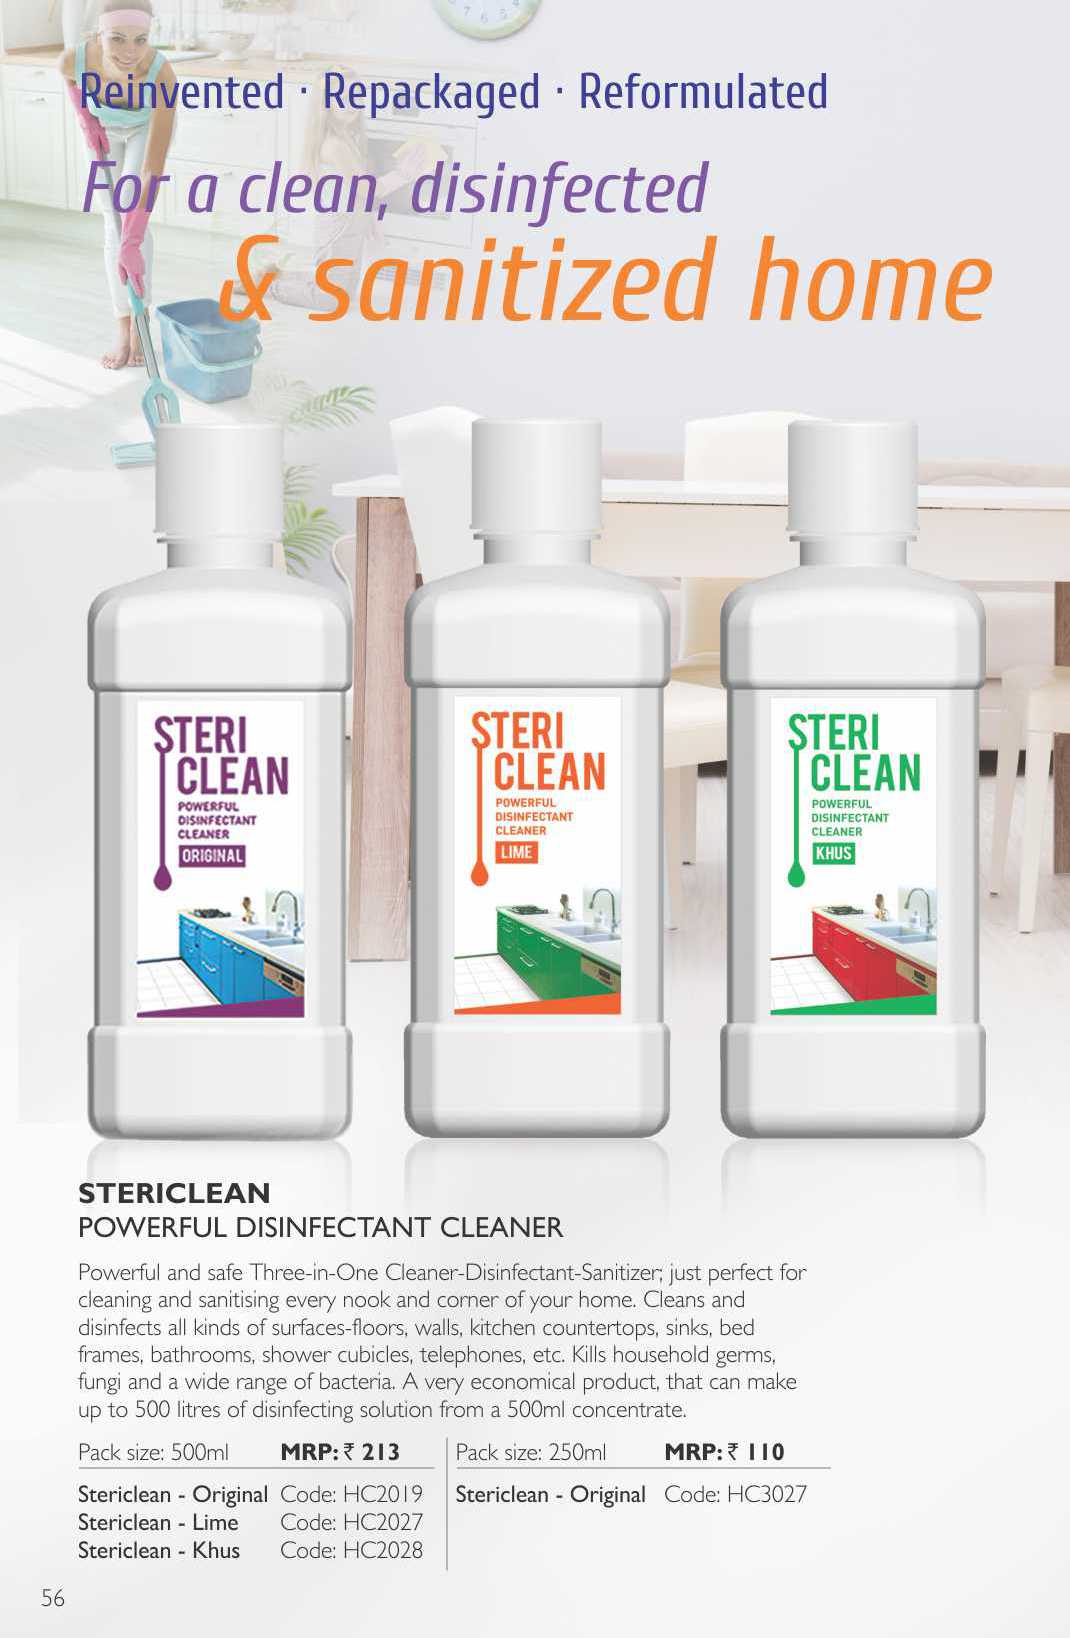 7 6 5 4
Reinvented · Repackaged · Reformulated
For a clean, disinfected
& sanitized home
STERI
CLEAN
POWERFUL
DISINFECTANT
CLEANER
ORIGINAL
STERI
CLEAN
POWERFUL
DISINFECTANT
CLEANER
LIME
STERI
CLEAN
POWERFUL
DISINFECTANT
CLEANER
KHUS
STERICLEAN
POWERFUL DISINFECTANT CLEANER
Powerful and safe Three-in-One Cleaner-Disinfectant-Sanitizer; just perfect for
cleaning and sanitising every nook and corner of your home. Cleans and
disinfects all kinds of surfaces-floors, walls, kitchen countertops, sinks, bed
frames, bathrooms, shower cubicles, telephones, etc. Kills household germs,
fungi and a wide range of bacteria. A very economical product, that can make
up to 500 litres of disinfecting solution from a 500ml concentrate.
Pack size: 500ml MRP: ₹ 213
Stericlean - Original Code: HC2019
Stericlean - Lime Code: HC2027
Stericlean - Khus Code: HC2028
Pack size: 250ml MRP: ₹ 110
Stericlean - Original Code: HC3027
56